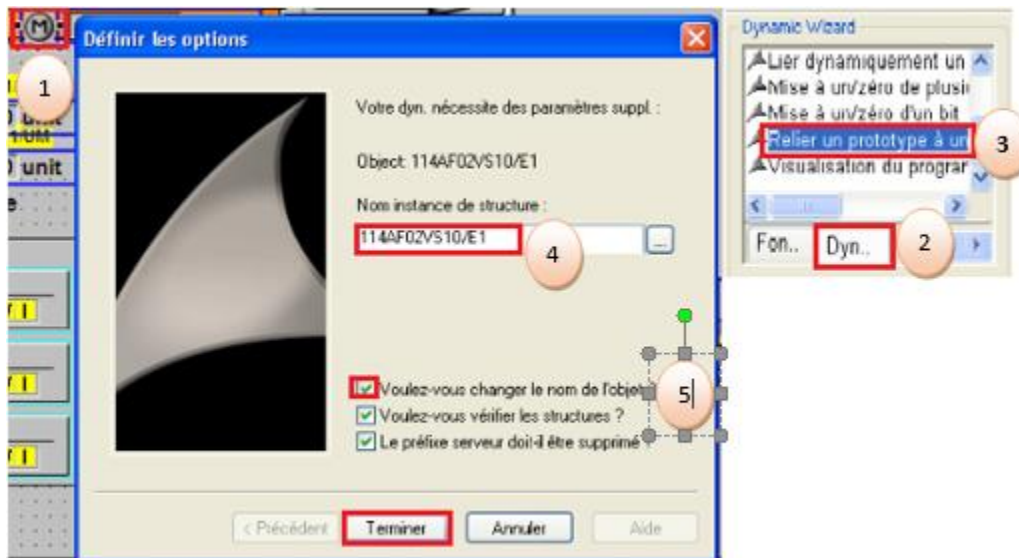 M
Définir les options
Dynamic Wizard
Lier dynamiquement un
Mise à un/zéro de plusi
Mise à un/zéro d'un bit
Relier un prototype à un
Visualisation du prograr
Fon..
Dyn..
1
2
3
unit
1/UM
0 unit
e
Votre dyn. nécessite des paramètres suppl. :
Object: 114AF02VS10/E1
Nom instance de structure :
114AF02VS10/E1
...
4
Voulez-vous changer le nom de l'objet
Voulez-vous vérifier les structures ?
Le préfixe serveur doit-il être supprimé
5
< Précédent
Terminer
Annuler
Aide